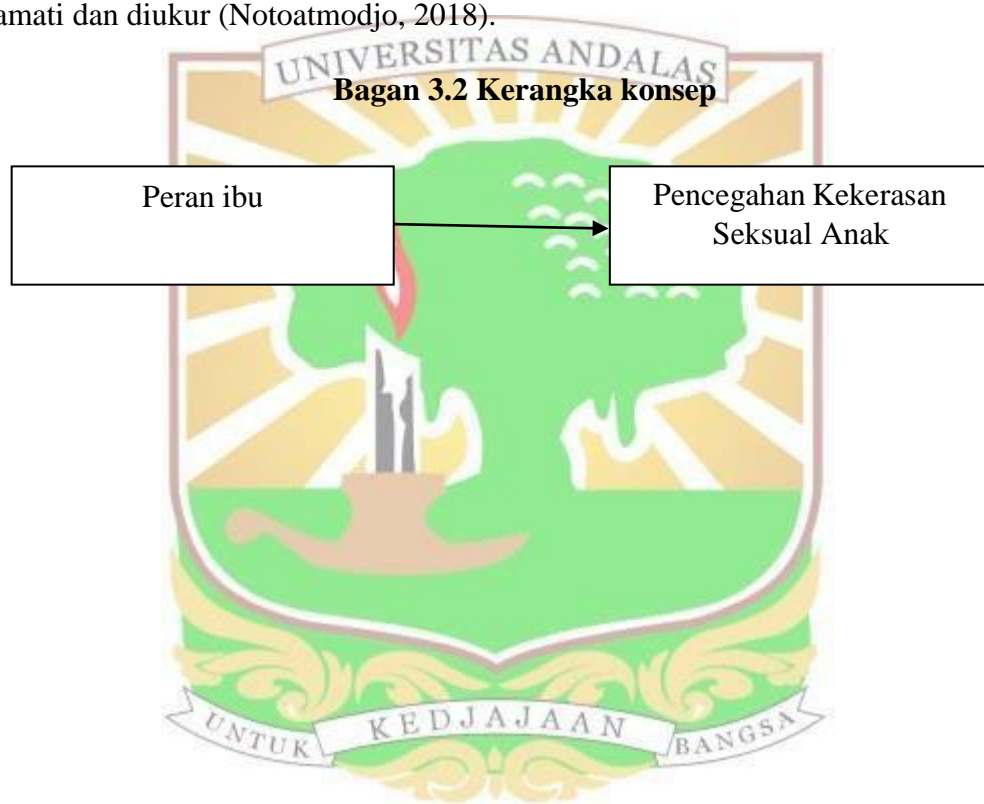 amati dan diukur (Notoatmodjo, 2018).
UNIVERSITAS ANDALAS
Bagan 3.2 Kerangka konsep
Peran ibu
Pencegahan Kekerasan
Seksual Anak
UNTUK KEDJAJAAN BANGSA